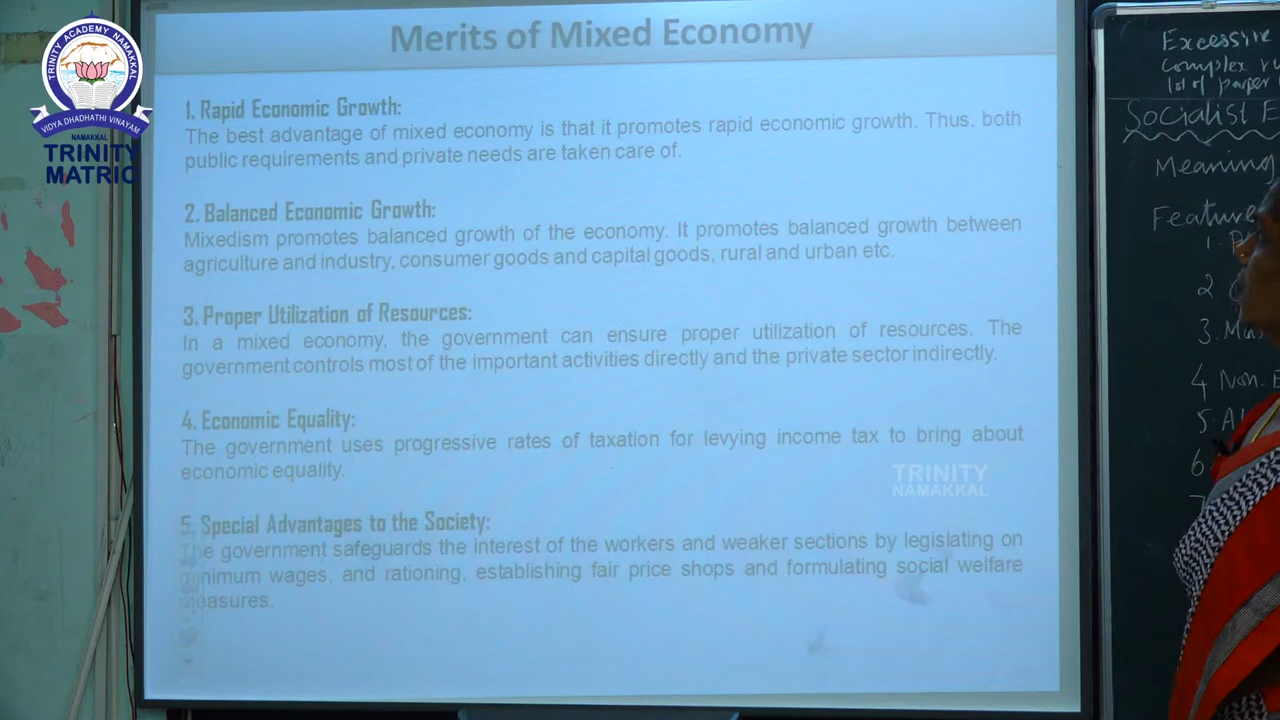 TRINITY ACADEMY NAMAKKAL
VIDYA DHADHATHI VINAYAM
NAMAKKAL
TRINITY
MATRIC
Merits of Mixed Economy
1. Rapid Economic Growth:
The best advantage of mixed economy is that it promotes rapid economic growth. Thus, both
public requirements and private needs are taken care of.
2. Balanced Economic Growth:
Mixedism promotes balanced growth of the economy. It promotes balanced growth between
agriculture and industry, consumer goods and capital goods, rural and urban etc.
3. Proper Utilization of Resources:
In a mixed economy, the government can ensure proper utilization of resources. The
government controls most of the important activities directly and the private sector indirectly.
4. Economic Equality:
The government uses progressive rates of taxation for levying income tax to bring about
economic equality.
5. Special Advantages to the Society:
The government safeguards the interest of the workers and weaker sections by legislating on
minimum wages, and rationing, establishing fair price shops and formulating social welfare
measures.
TRINITY
NAMAKKAL
Excessive
complex
lot of paper
Socialist E
Meaning
Feature
1.
2
3.
4 Non. E
5. A
6